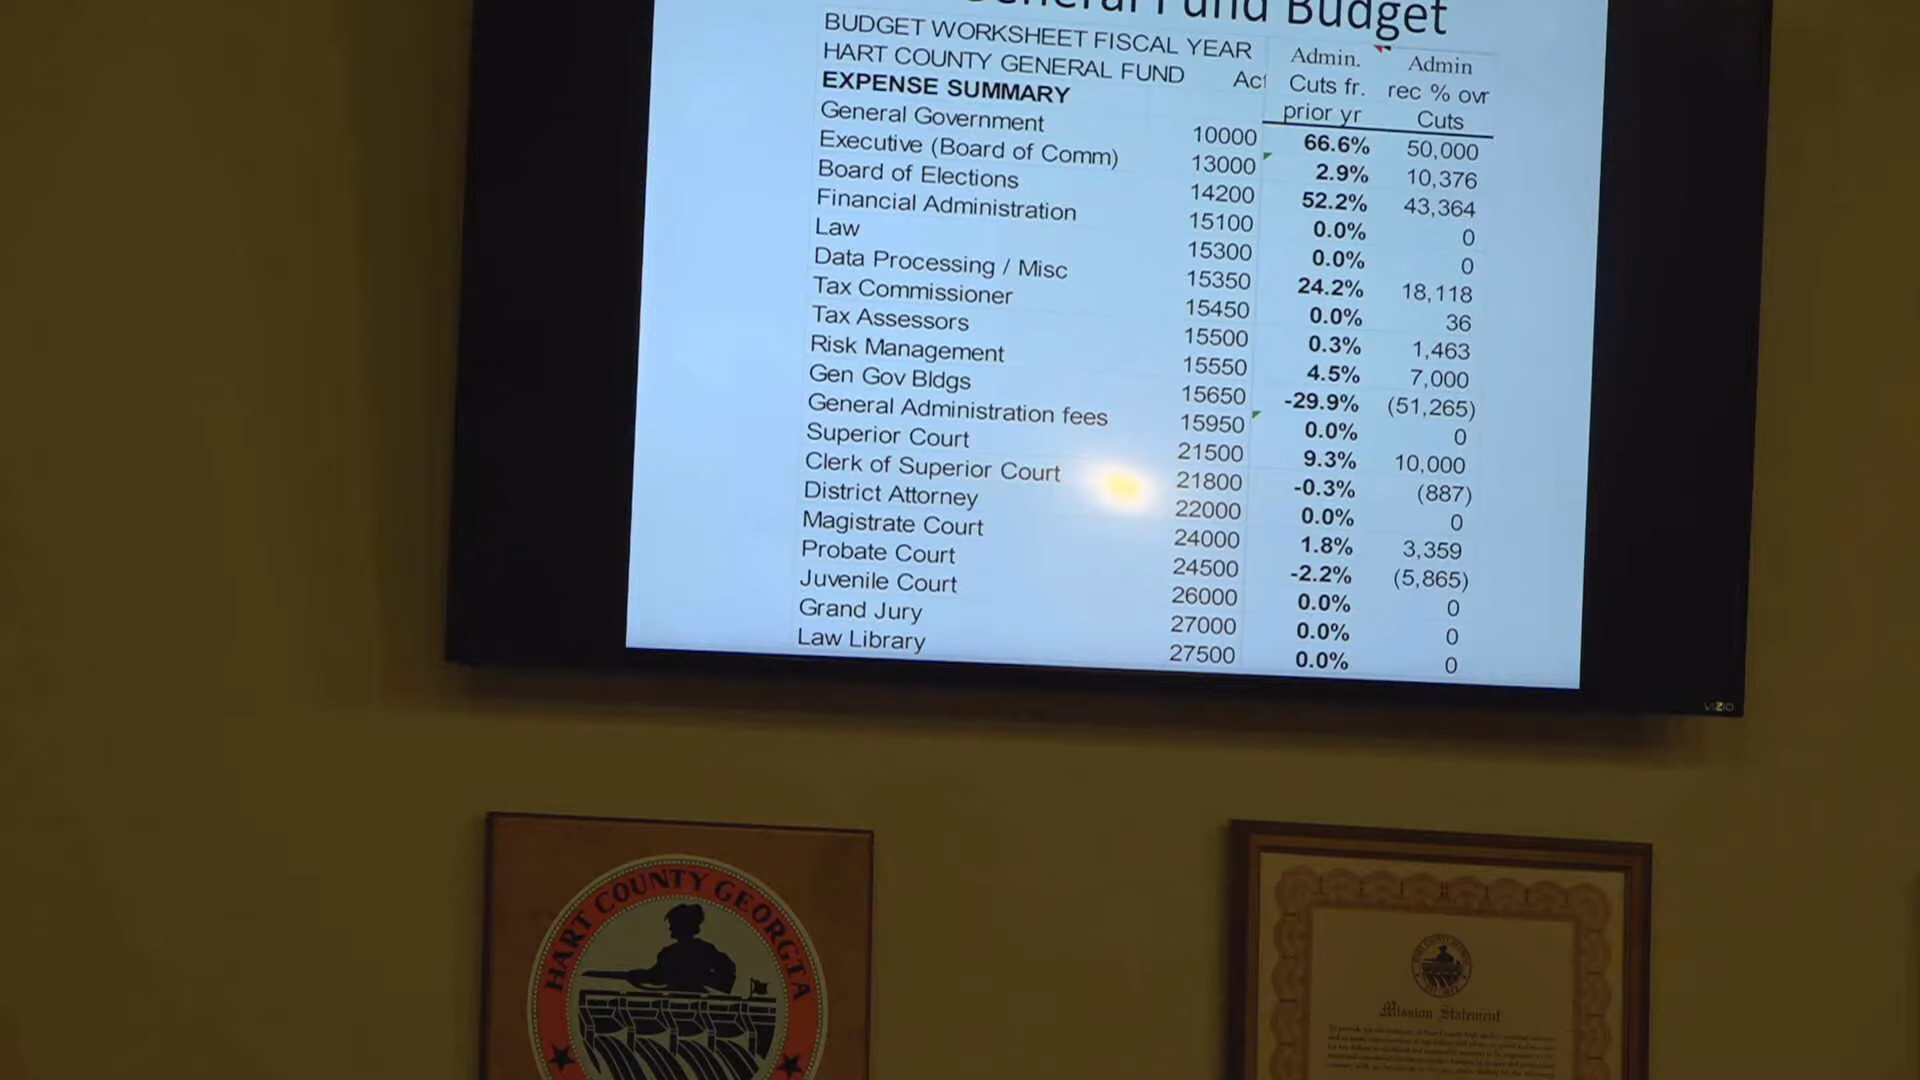 General Fund Budget
BUDGET WORKSHEET FISCAL YEAR Admin. Admin
HART COUNTY GENERAL FUND Act Cuts fr. rec % ovr
EXPENSE SUMMARY prior yr Cuts
General Government 10000 66.6% 50,000
Executive (Board of Comm) 13000 2.9% 10,376
Board of Elections 14200 52.2% 43,364
Financial Administration 15100 0.0% 0
Law 15300 0.0% 0
Data Processing / Misc 15350 24.2% 18,118
Tax Commissioner 15450 0.0% 36
Tax Assessors 15500 0.3% 1,463
Risk Management 15550 4.5% 7,000
Gen Gov Bldgs 15650 -29.9% (51,265)
General Administration fees 15950 0.0% 0
Superior Court 21500 9.3% 10,000
Clerk of Superior Court 21800 -0.3% (887)
District Attorney 22000 0.0% 0
Magistrate Court 24000 1.8% 3,359
Probate Court 24500 -2.2% (5,865)
Juvenile Court 26000 0.0% 0
Grand Jury 27000 0.0% 0
Law Library 27500 0.0% 0
VIZIO
HART COUNTY GEORGIA
Mission Statement